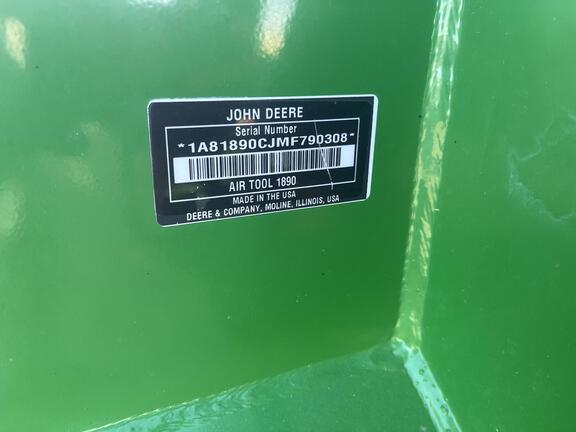 JOHN DEERE
Serial Number
*1A81890CJMF790308*
AIR TOOL 1890
MADE IN THE USA
DEERE & COMPANY, MOLINE, ILLINOIS, USA